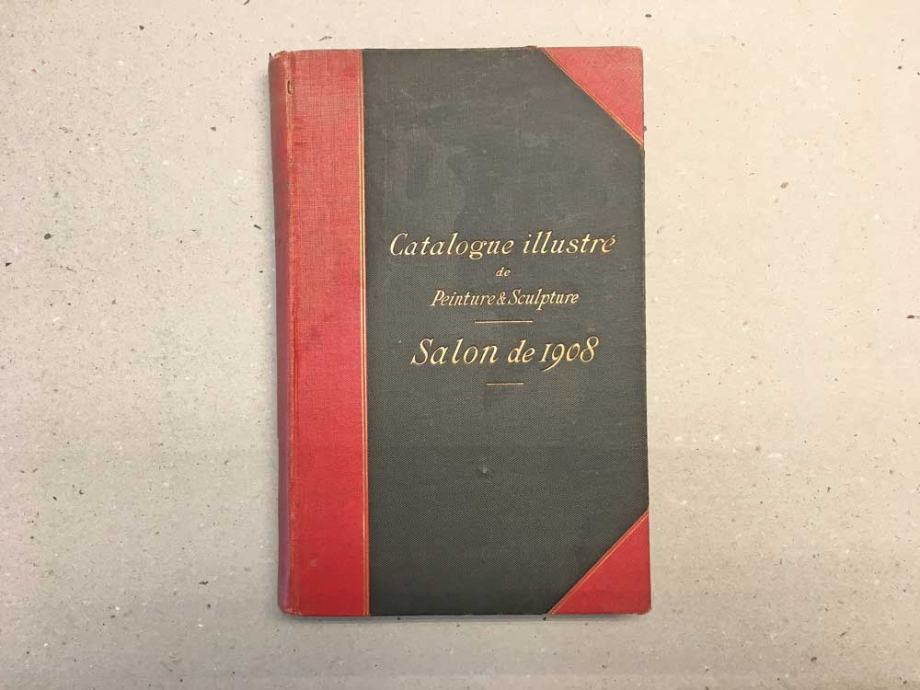 Catalogue illustré
de
Peinture & Sculpture
Salon de 1908